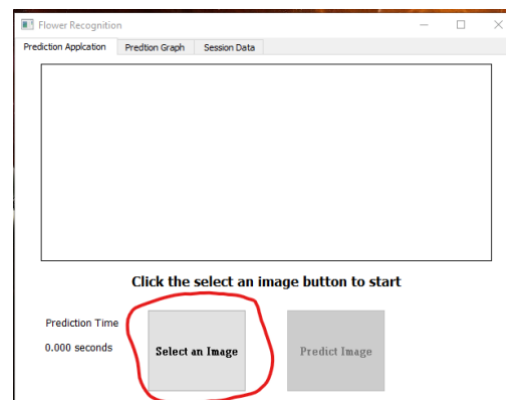 Flower Recognition
Prediction Applcation Predtion Graph Session Data
Click the select an image button to start
Prediction Time
0.000 seconds
Select an Image Predict Image